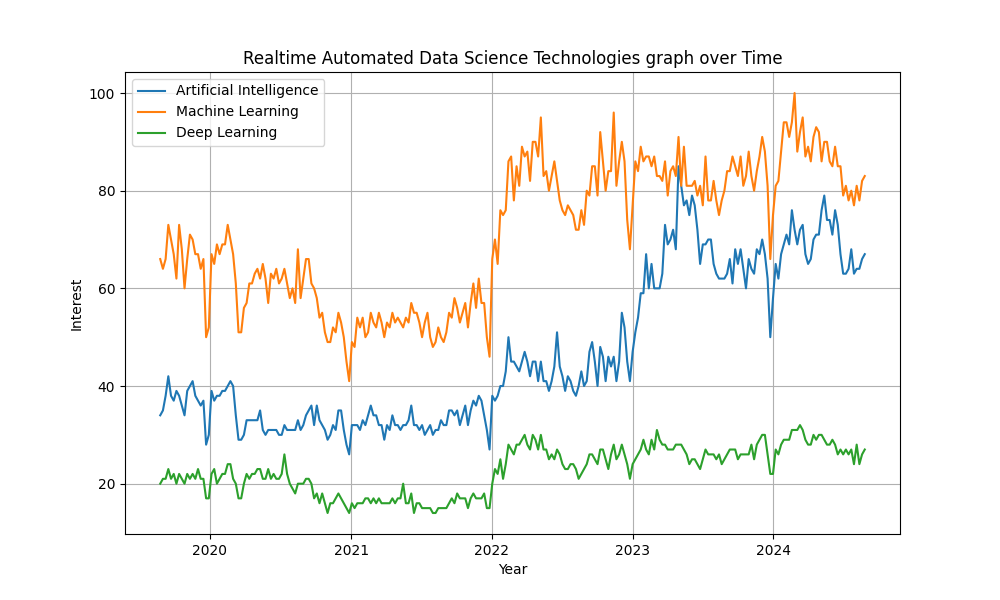 Realtime Automated Data Science Technologies graph over Time
Artificial Intelligence
Machine Learning
Deep Learning
100
80
60
40
20
Interest
2020 2021 2022 2023 2024
Year